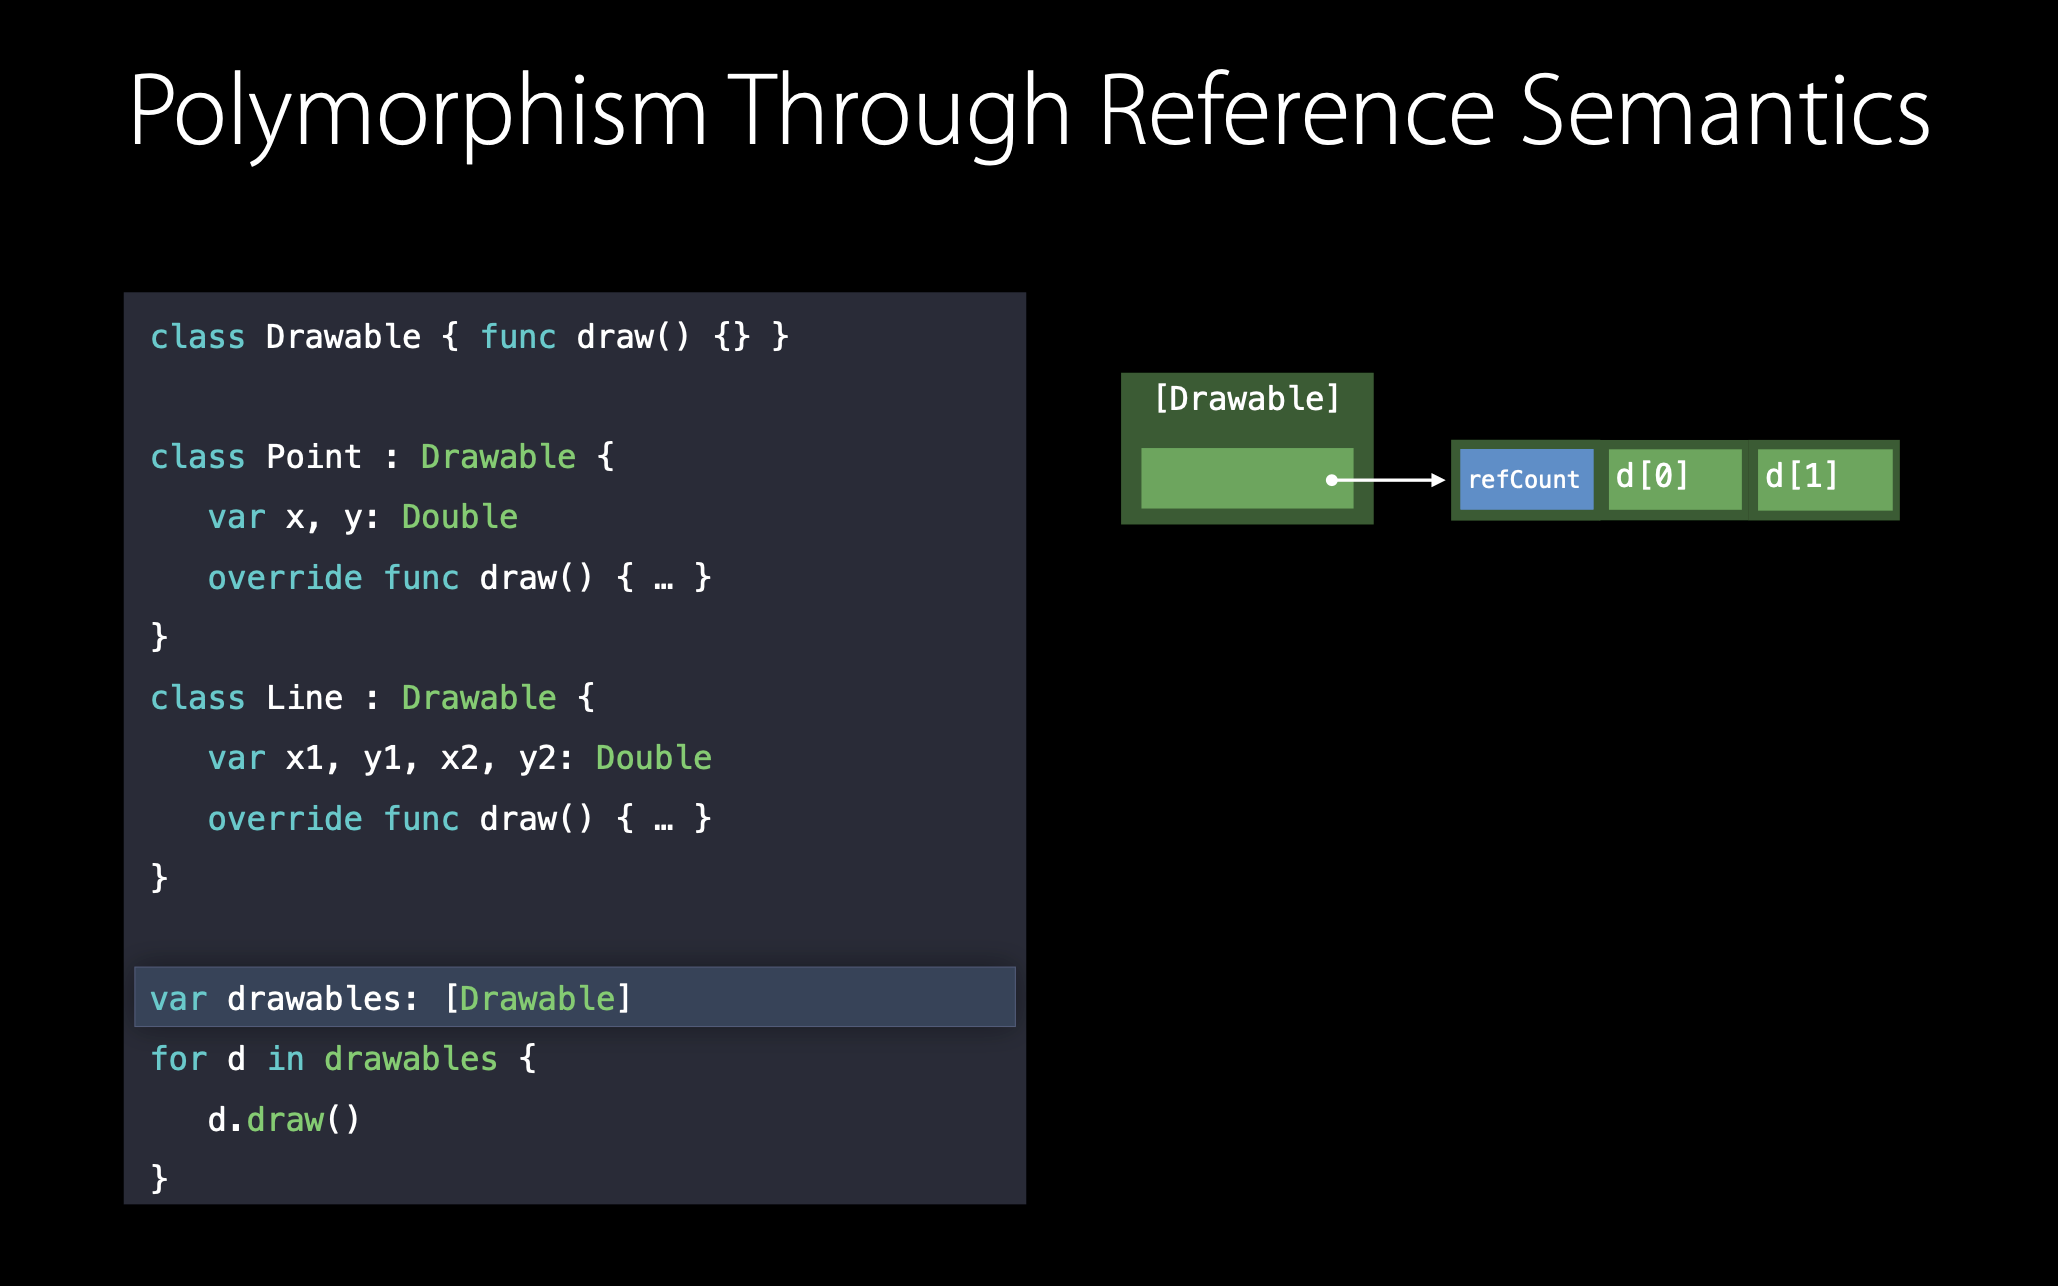 Polymorphism Through Reference Semantics
class Drawable { func draw() {} }
class Point : Drawable {
   var x, y: Double
   override func draw() { … }
}
class Line : Drawable {
   var x1, y1, x2, y2: Double
   override func draw() { … }
}
var drawables: [Drawable]
for d in drawables {
   d.draw()
}
[Drawable]
refCount d[0] d[1]